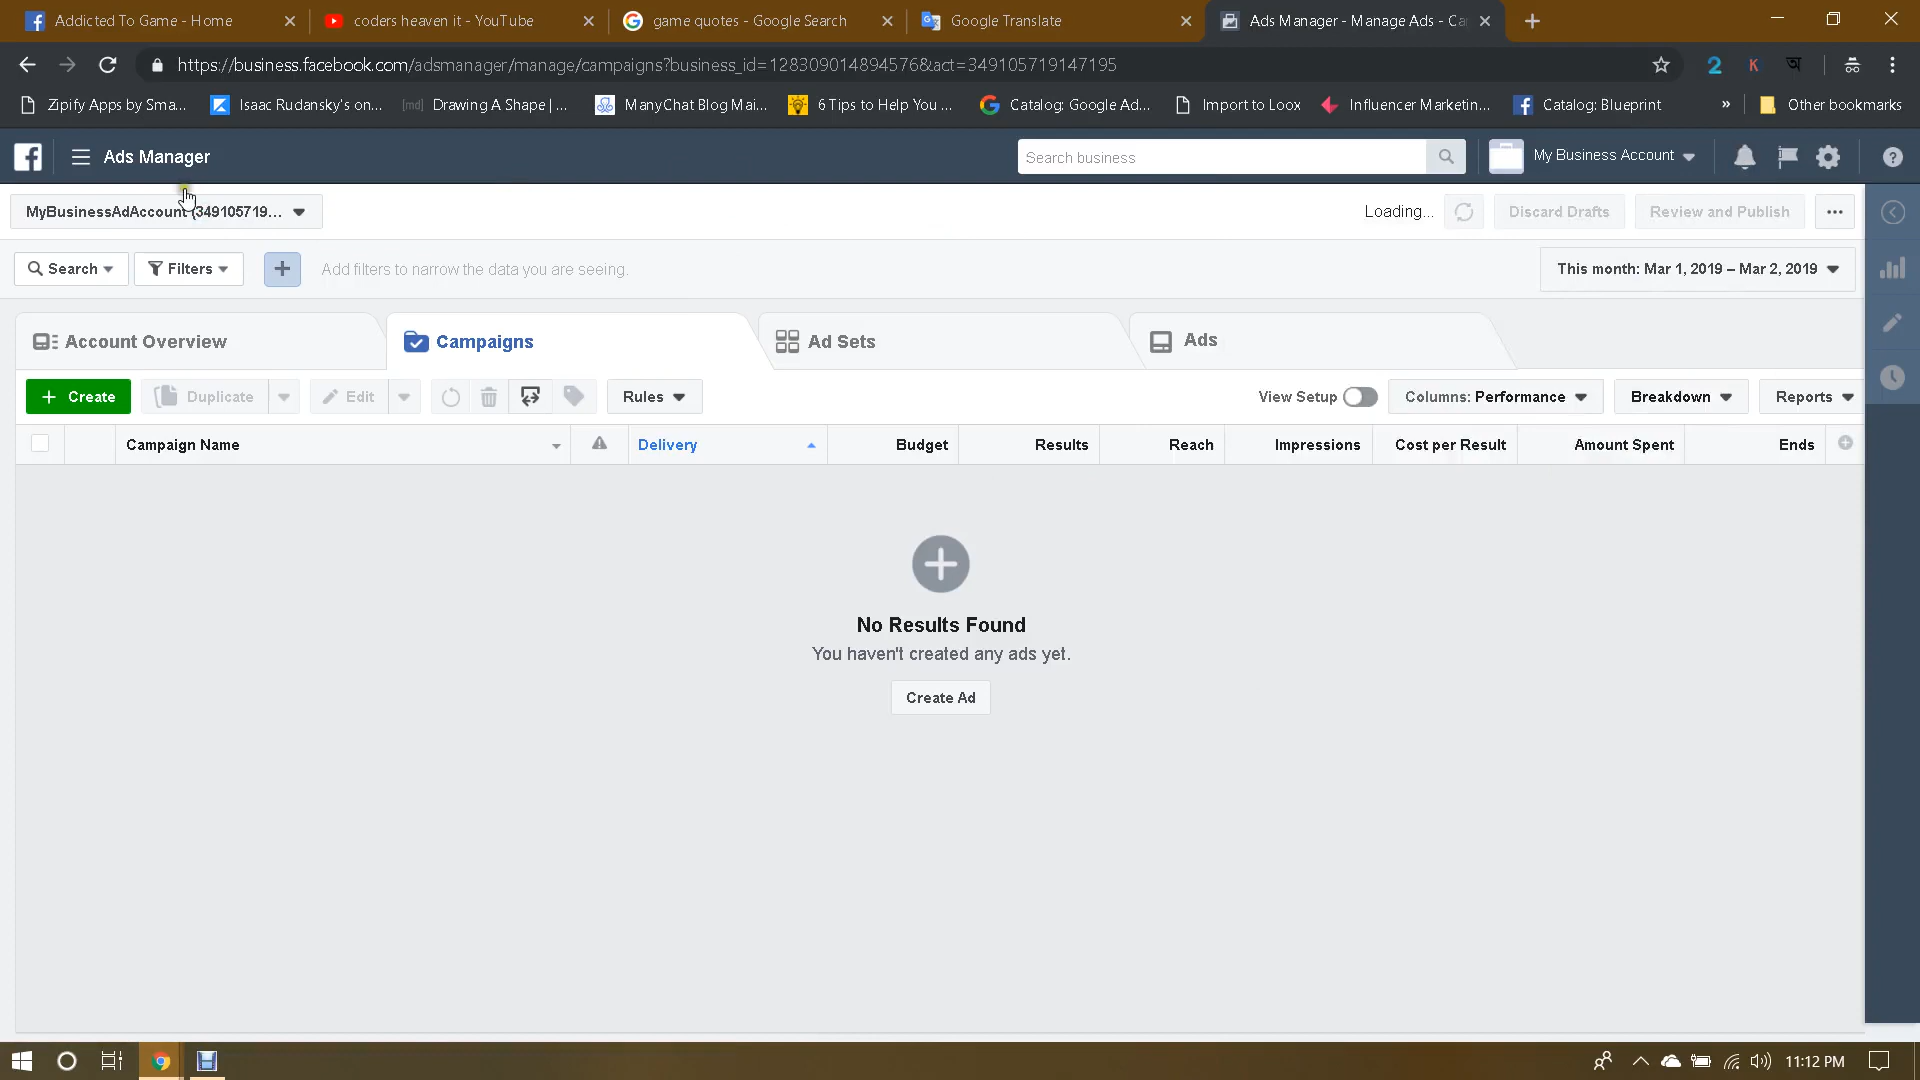 Addicted To Game - Home
coders heaven it - YouTube
game quotes - Google Search
Google Translate
Ads Manager - Manage Ads - Ca
https://business.facebook.com/adsmanager/manage/campaigns?business_id=1283090148945768&act=349105719147195
Zipify Apps by Sma...
Isaac Rudansky's on...
[md] Drawing A Shape | ...
ManyChat Blog Mai...
6 Tips to Help You ...
Catalog: Google Ad...
Import to Loox
Influencer Marketin...
Catalog: Blueprint
»
Other bookmarks
Ads Manager
Search business
My Business Account
MyBusinessAdAccount (349105719...
Loading...
Discard Drafts
Review and Publish
Search
Filters
Add filters to narrow the data you are seeing.
This month: Mar 1, 2019 – Mar 2, 2019
Account Overview
Campaigns
Ad Sets
Ads
+ Create
Duplicate
Edit
Rules
View Setup
Columns: Performance
Breakdown
Reports
Campaign Name
Delivery
Budget
Results
Reach
Impressions
Cost per Result
Amount Spent
Ends
No Results Found
You haven't created any ads yet.
Create Ad
11:12 PM